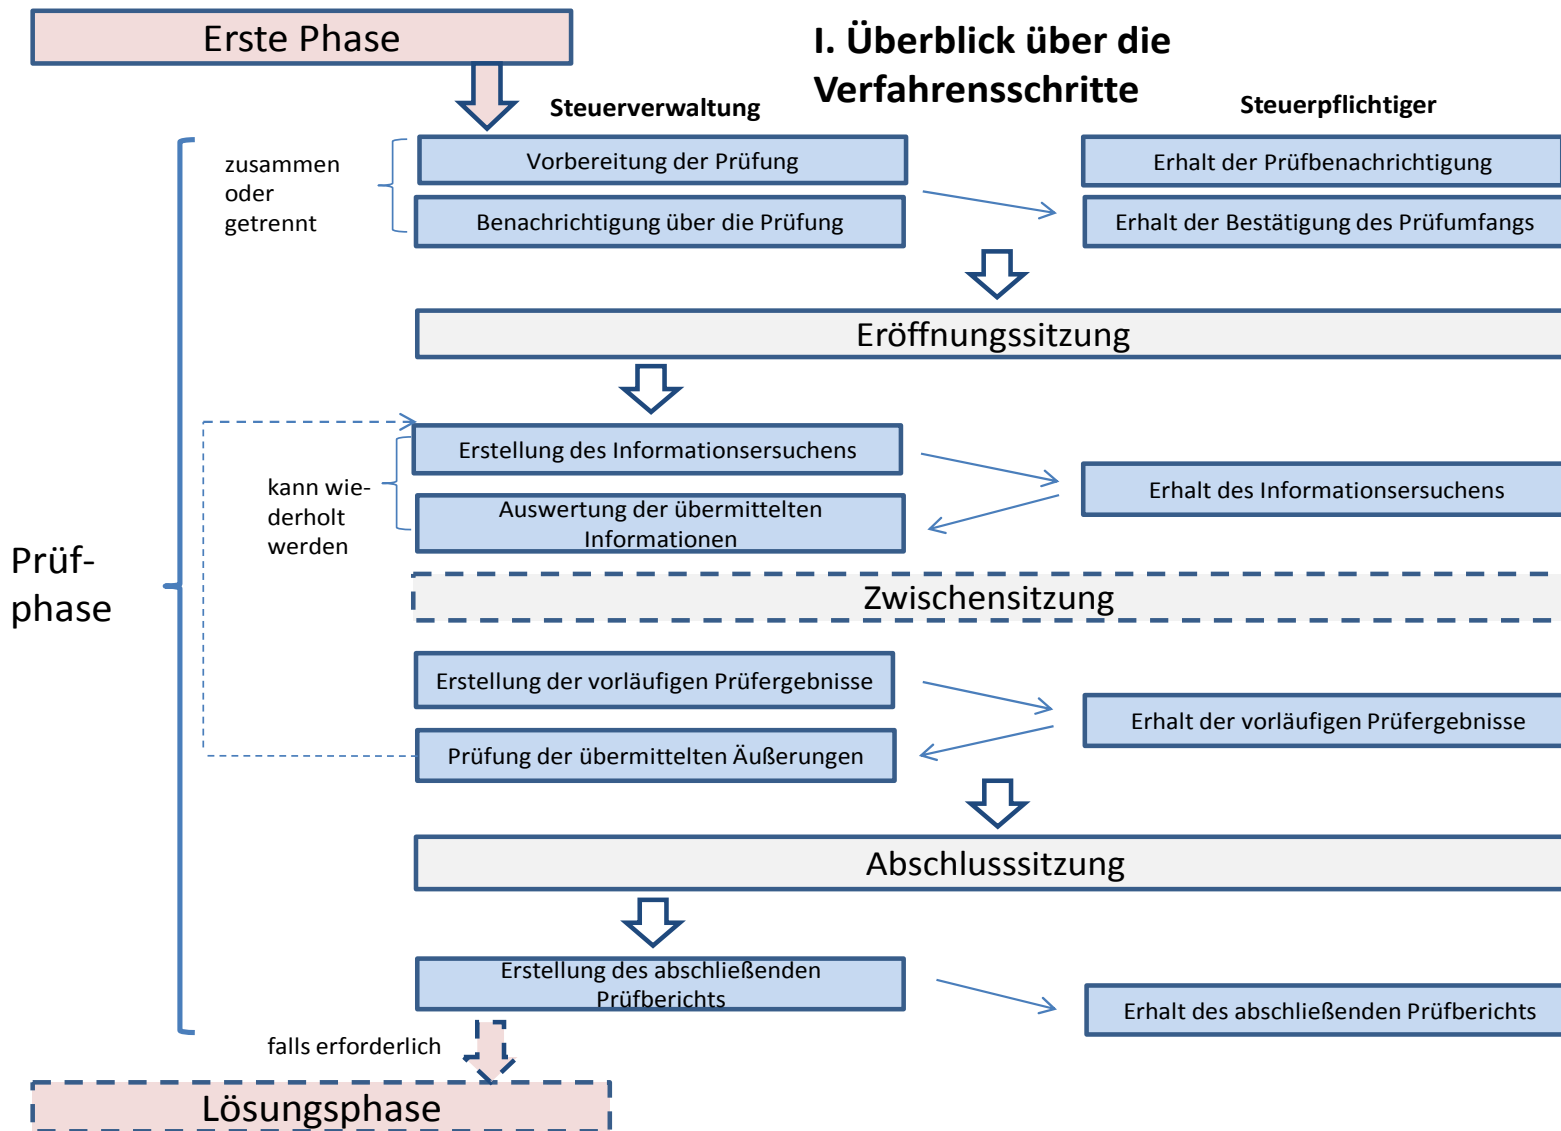 Erste Phase
I. Überblick über die
Verfahrensschritte
Steuerverwaltung
Steuerpflichtiger
zusammen
oder
getrennt
Vorbereitung der Prüfung
Erhalt der Prüfbenachrichtigung
Benachrichtigung über die Prüfung
Erhalt der Bestätigung des Prüfumfangs
Eröffnungssitzung
Erstellung des Informationsersuchens
Erhalt des Informationsersuchens
kann wie-
derholt
werden
Auswertung der übermittelten
Informationen
Prüf-
phase
Zwischensitzung
Erstellung der vorläufigen Prüfergebnisse
Erhalt der vorläufigen Prüfergebnisse
Prüfung der übermittelten Äußerungen
Abschlusssitzung
Erstellung des abschließenden
Prüfberichts
Erhalt des abschließenden Prüfberichts
falls erforderlich
Lösungsphase